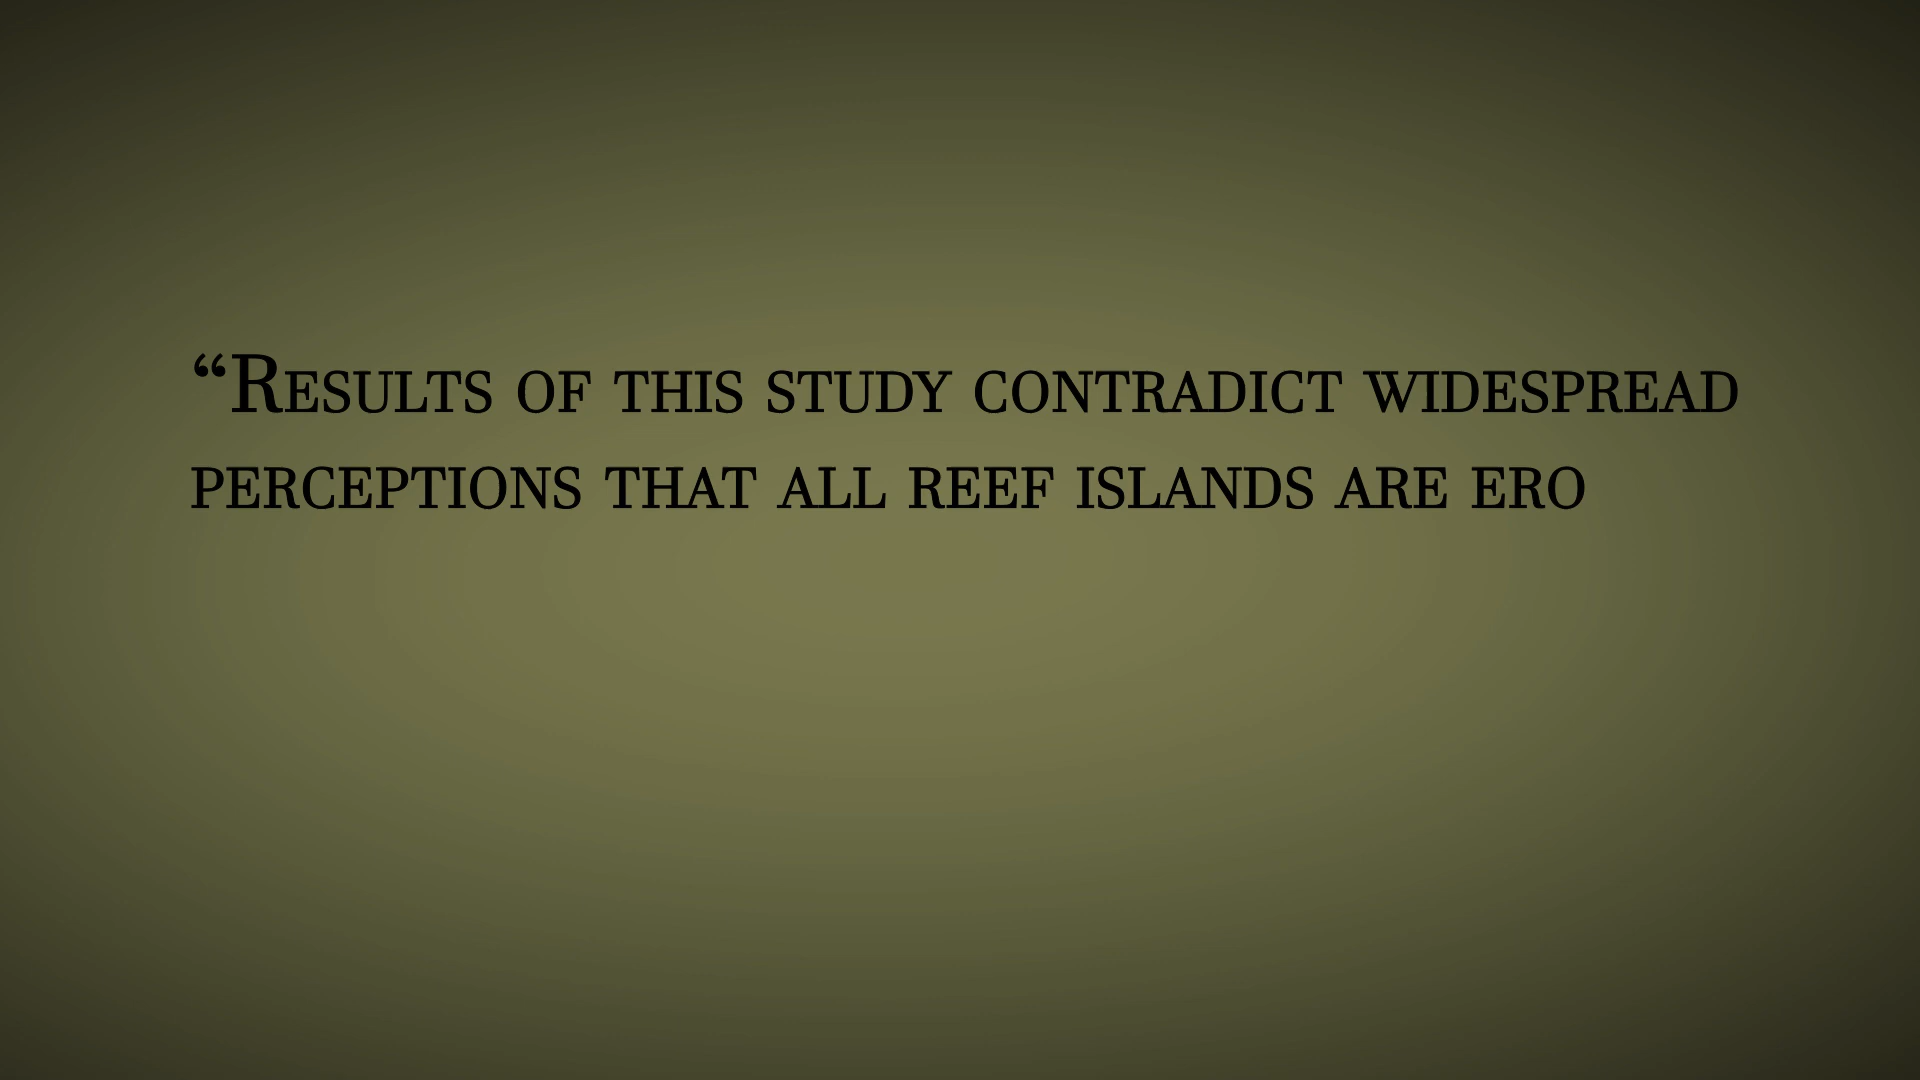 “Results of this study contradict widespread
perceptions that all reef islands are ero